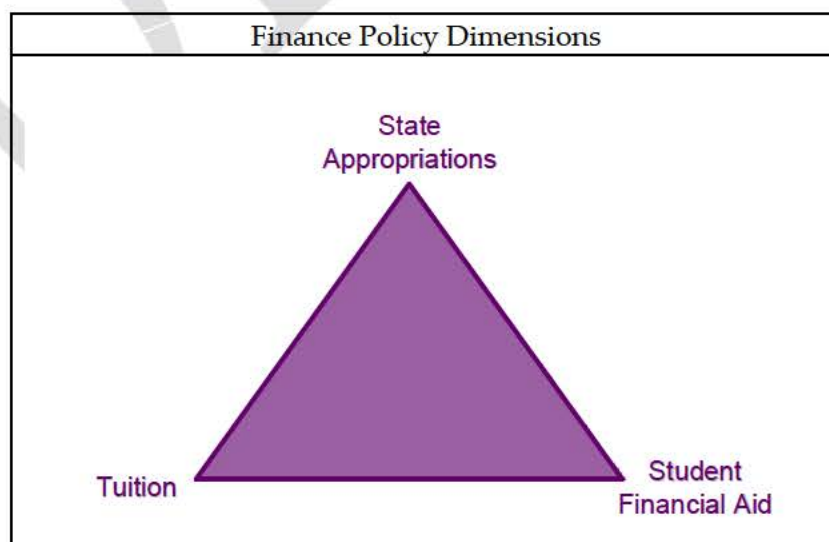 Finance Policy Dimensions
State
Appropriations
Tuition
Student
Financial Aid